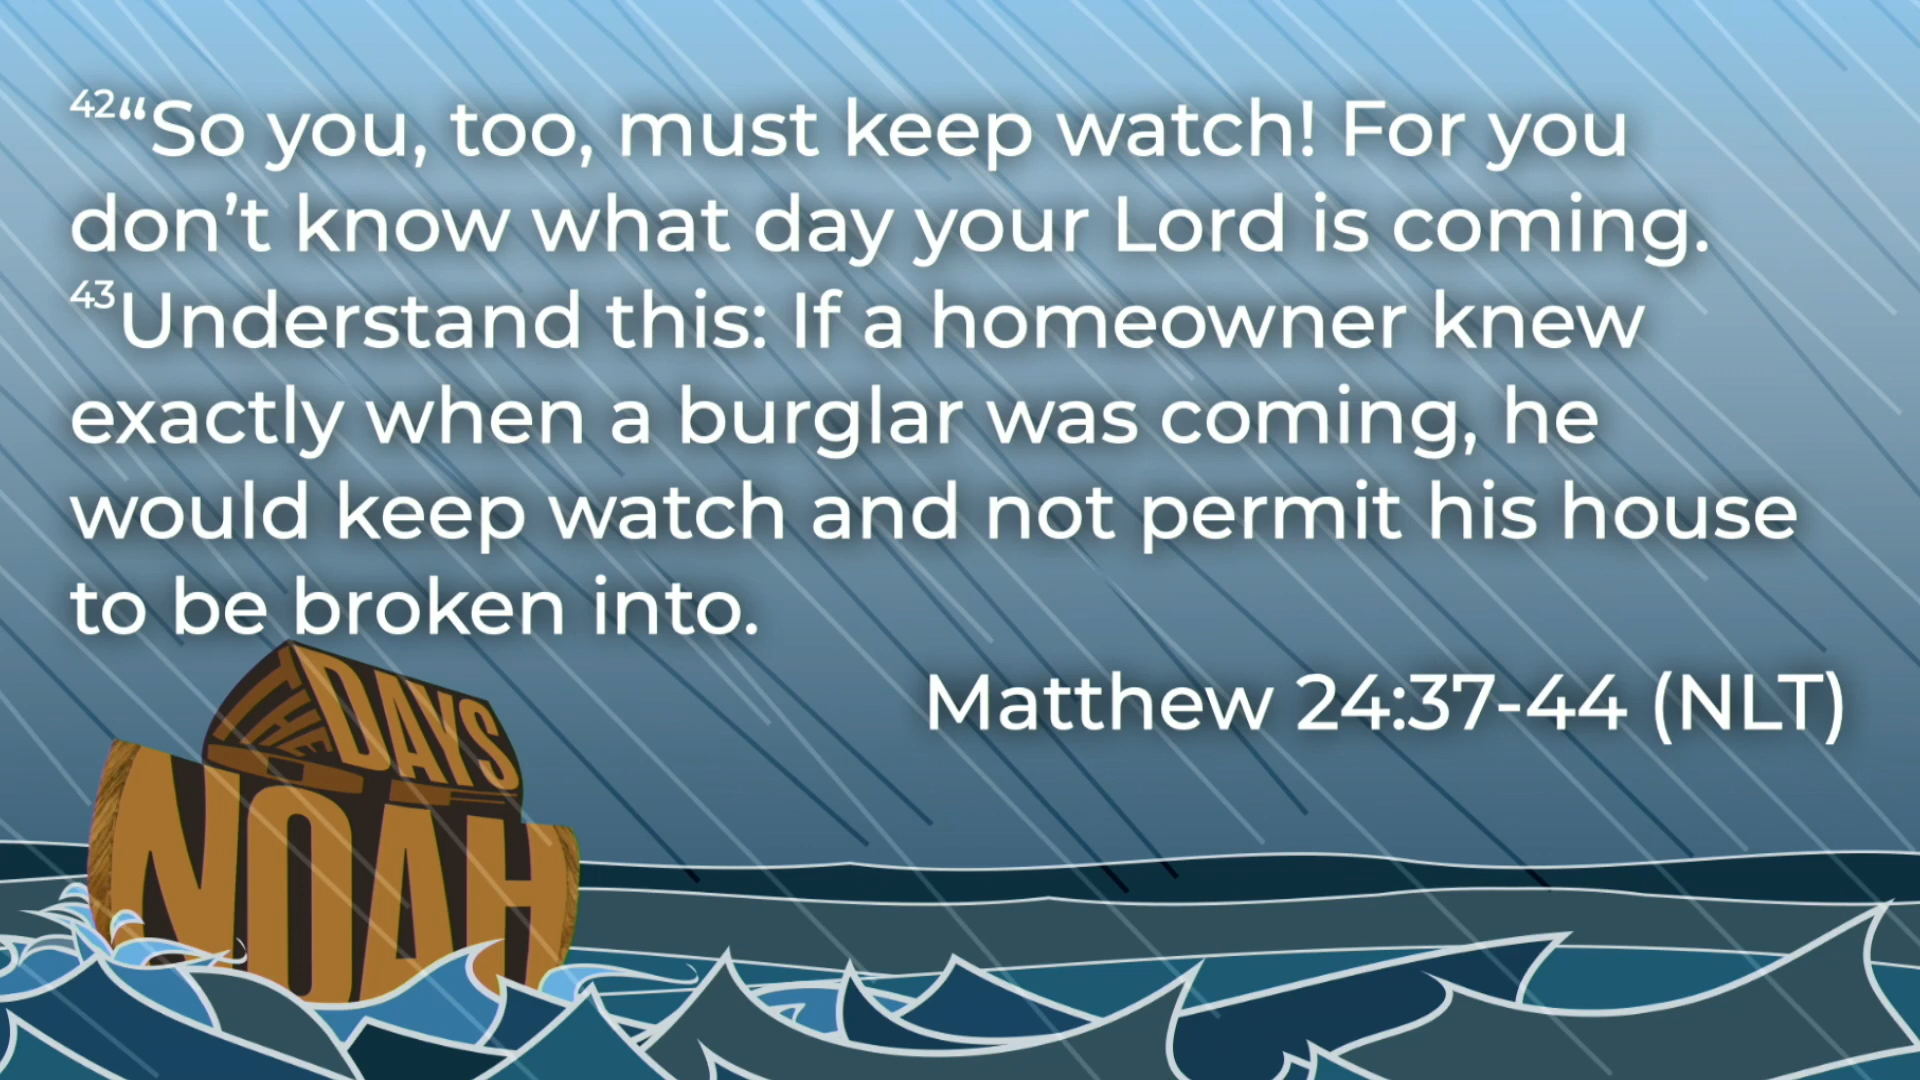 42“So you, too, must keep watch! For you
don’t know what day your Lord is coming.
43Understand this: If a homeowner knew
exactly when a burglar was coming, he
would keep watch and not permit his house
to be broken into.
Matthew 24:37-44 (NLT)
THE DAYS
NOAH